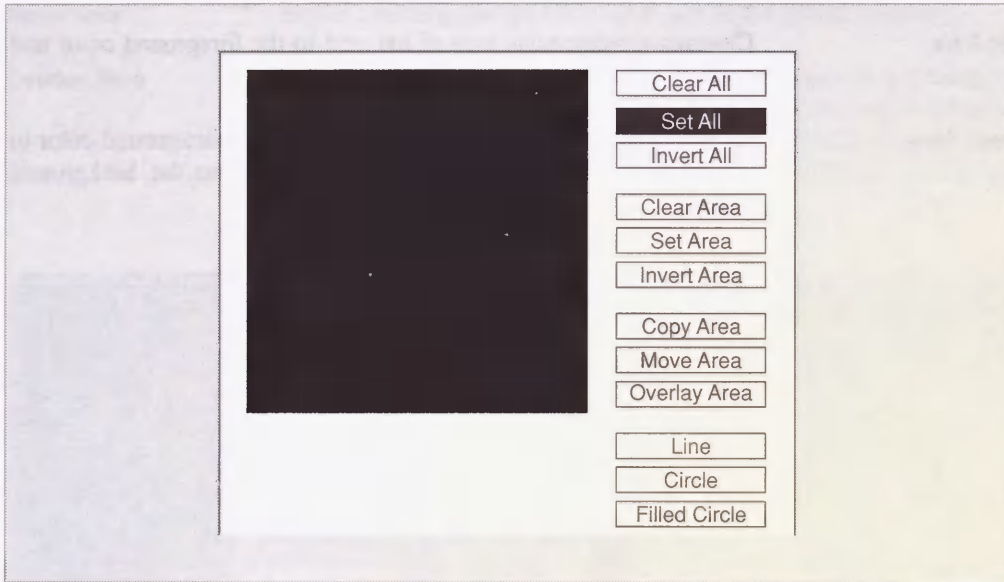 Clear All
Set All
Invert All
Clear Area
Set Area
Invert Area
Copy Area
Move Area
Overlay Area
Line
Circle
Filled Circle